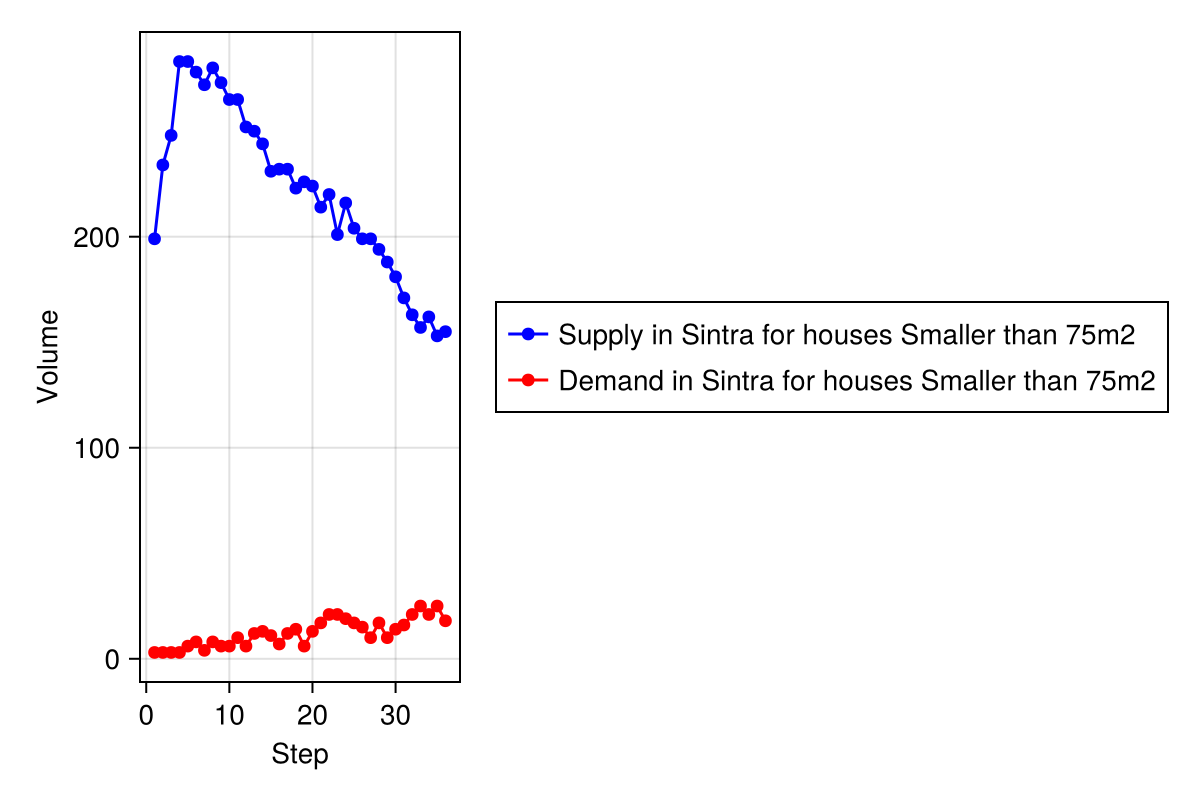 200
100
0
Volume
0 10 20 30
Step
Supply in Sintra for houses Smaller than 75m2
Demand in Sintra for houses Smaller than 75m2